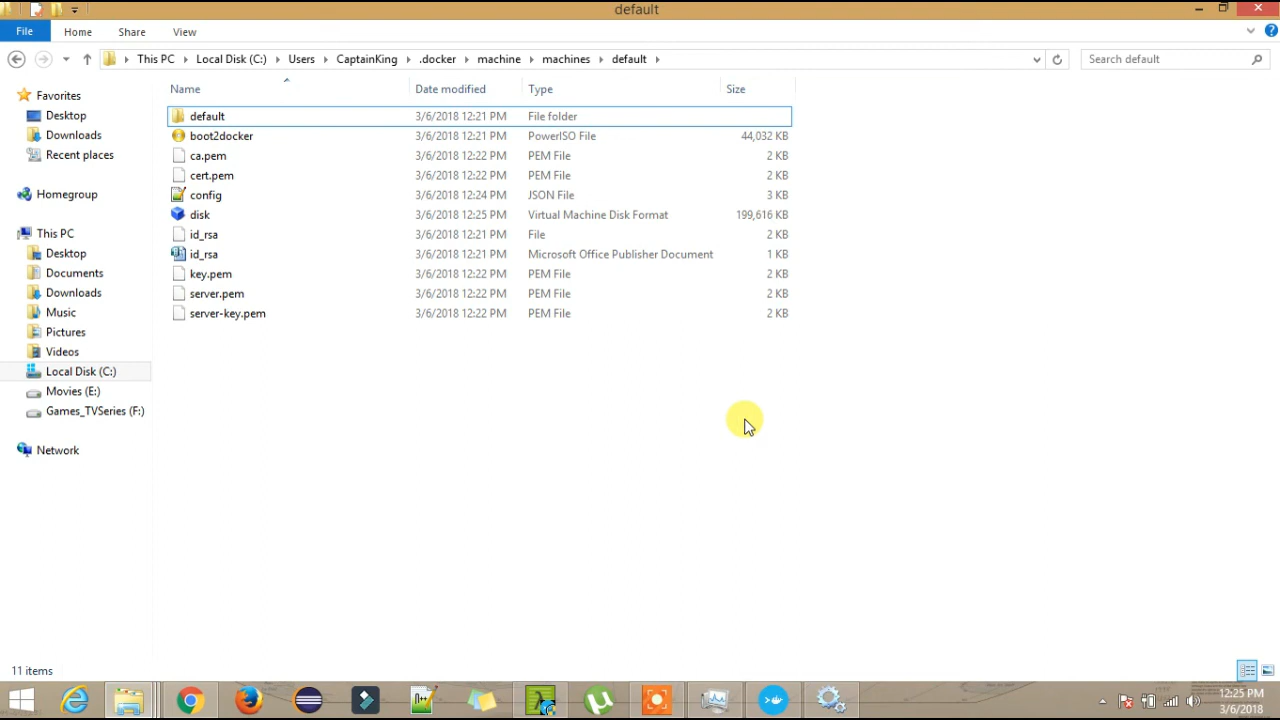 default
File Home Share View
This PC Local Disk (C:) Users CaptainKing .docker machine machines default
Search default
Name Date modified Type Size
default 3/6/2018 12:21 PM File folder
boot2docker 3/6/2018 12:21 PM PowerISO File 44,032 KB
ca.pem 3/6/2018 12:22 PM PEM File 2 KB
cert.pem 3/6/2018 12:22 PM PEM File 2 KB
config 3/6/2018 12:24 PM JSON File 3 KB
disk 3/6/2018 12:25 PM Virtual Machine Disk Format 199,616 KB
id_rsa 3/6/2018 12:21 PM File 2 KB
id_rsa 3/6/2018 12:21 PM Microsoft Office Publisher Document 1 KB
key.pem 3/6/2018 12:22 PM PEM File 2 KB
server.pem 3/6/2018 12:22 PM PEM File 2 KB
server-key.pem 3/6/2018 12:22 PM PEM File 2 KB
Favorites
Desktop
Downloads
Recent places
Homegroup
This PC
Desktop
Documents
Downloads
Music
Pictures
Videos
Local Disk (C:)
Movies (E:)
Games_TVSeries (F:)
Network
11 items
12:25 PM
3/6/2018